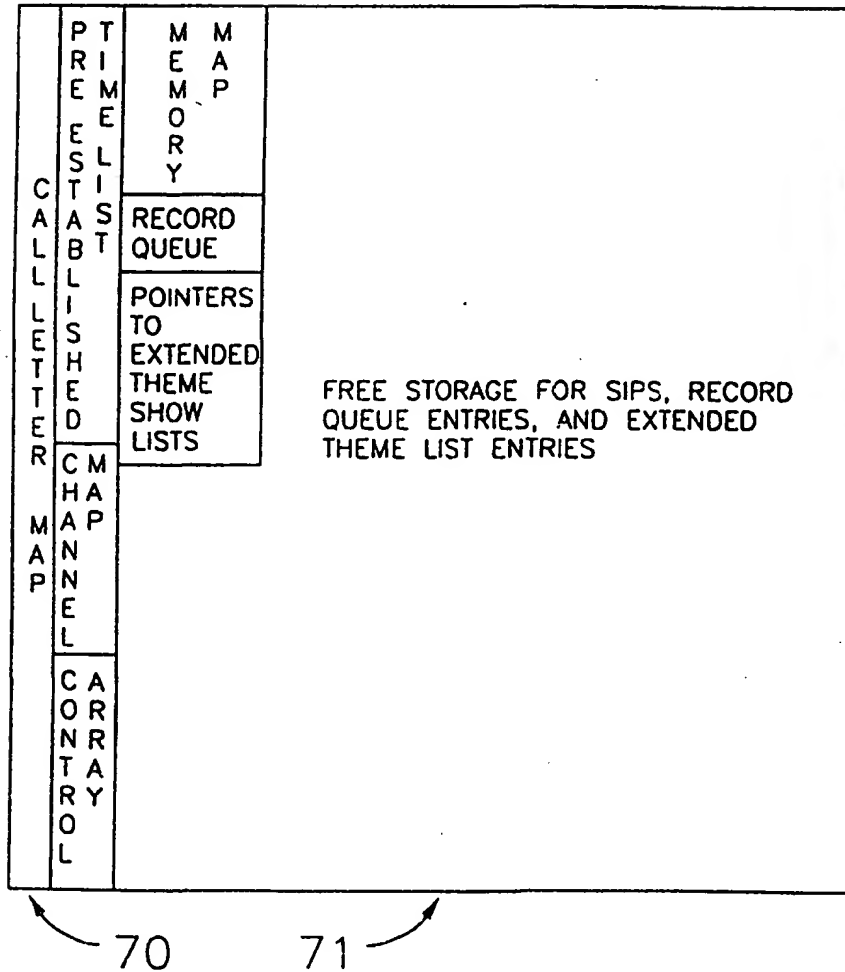 CALL LETTER MAP
PRE ESTABLISHED
TIME LIST
CHANNEL
MAP
CONTROL
ARRAY
MEMORY
MAP
RECORD
QUEUE
POINTERS
TO
EXTENDED
THEME
SHOW
LISTS
FREE STORAGE FOR SIPS, RECORD
QUEUE ENTRIES, AND EXTENDED
THEME LIST ENTRIES
70
71